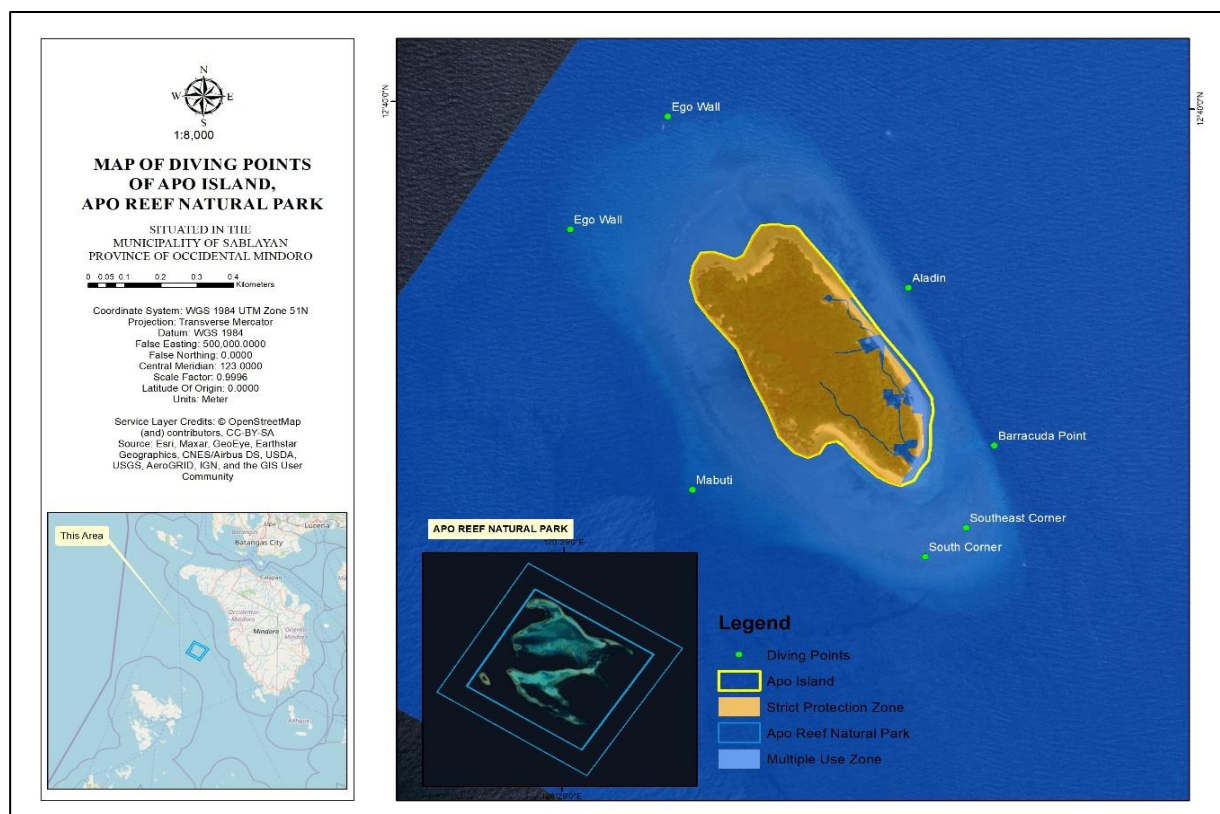 N
W E
S
1:8,000
MAP OF DIVING POINTS
OF APO ISLAND,
APO REEF NATURAL PARK
SITUATED IN THE
MUNICIPALITY OF SABLAYAN
PROVINCE OF OCCIDENTAL MINDORO
0 0.05 0.1 0.2 0.3 0.4
Kilometers
Coordinate System: WGS 1984 UTM Zone 51N
Projection: Transverse Mercator
Datum: WGS 1984
False Easting: 500,000.0000
False Northing: 0.0000
Central Meridian: 123.0000
Scale Factor: 0.9996
Latitude Of Origin: 0.0000
Units: Meter
Service Layer Credits: © OpenStreetMap
(and) contributors, CC-BY-SA
Source: Esri, Maxar, GeoEye, Earthstar
Geographics, CNES/Airbus DS, USDA,
USGS, AeroGRID, IGN, and the GIS User
Community
This Area
Lucena
Batangas
Batangas City
Calapan
Occidental
Mindoro
Mindoro
Oriental
Mindoro
Antique
12°40'0"N
12°40'0"N
Ego Wall
Ego Wall
Aladin
Barracuda Point
Mabuti
Southeast Corner
South Corner
APO REEF NATURAL PARK
Legend
Diving Points
Apo Island
Strict Protection Zone
Apo Reef Natural Park
Multiple Use Zone